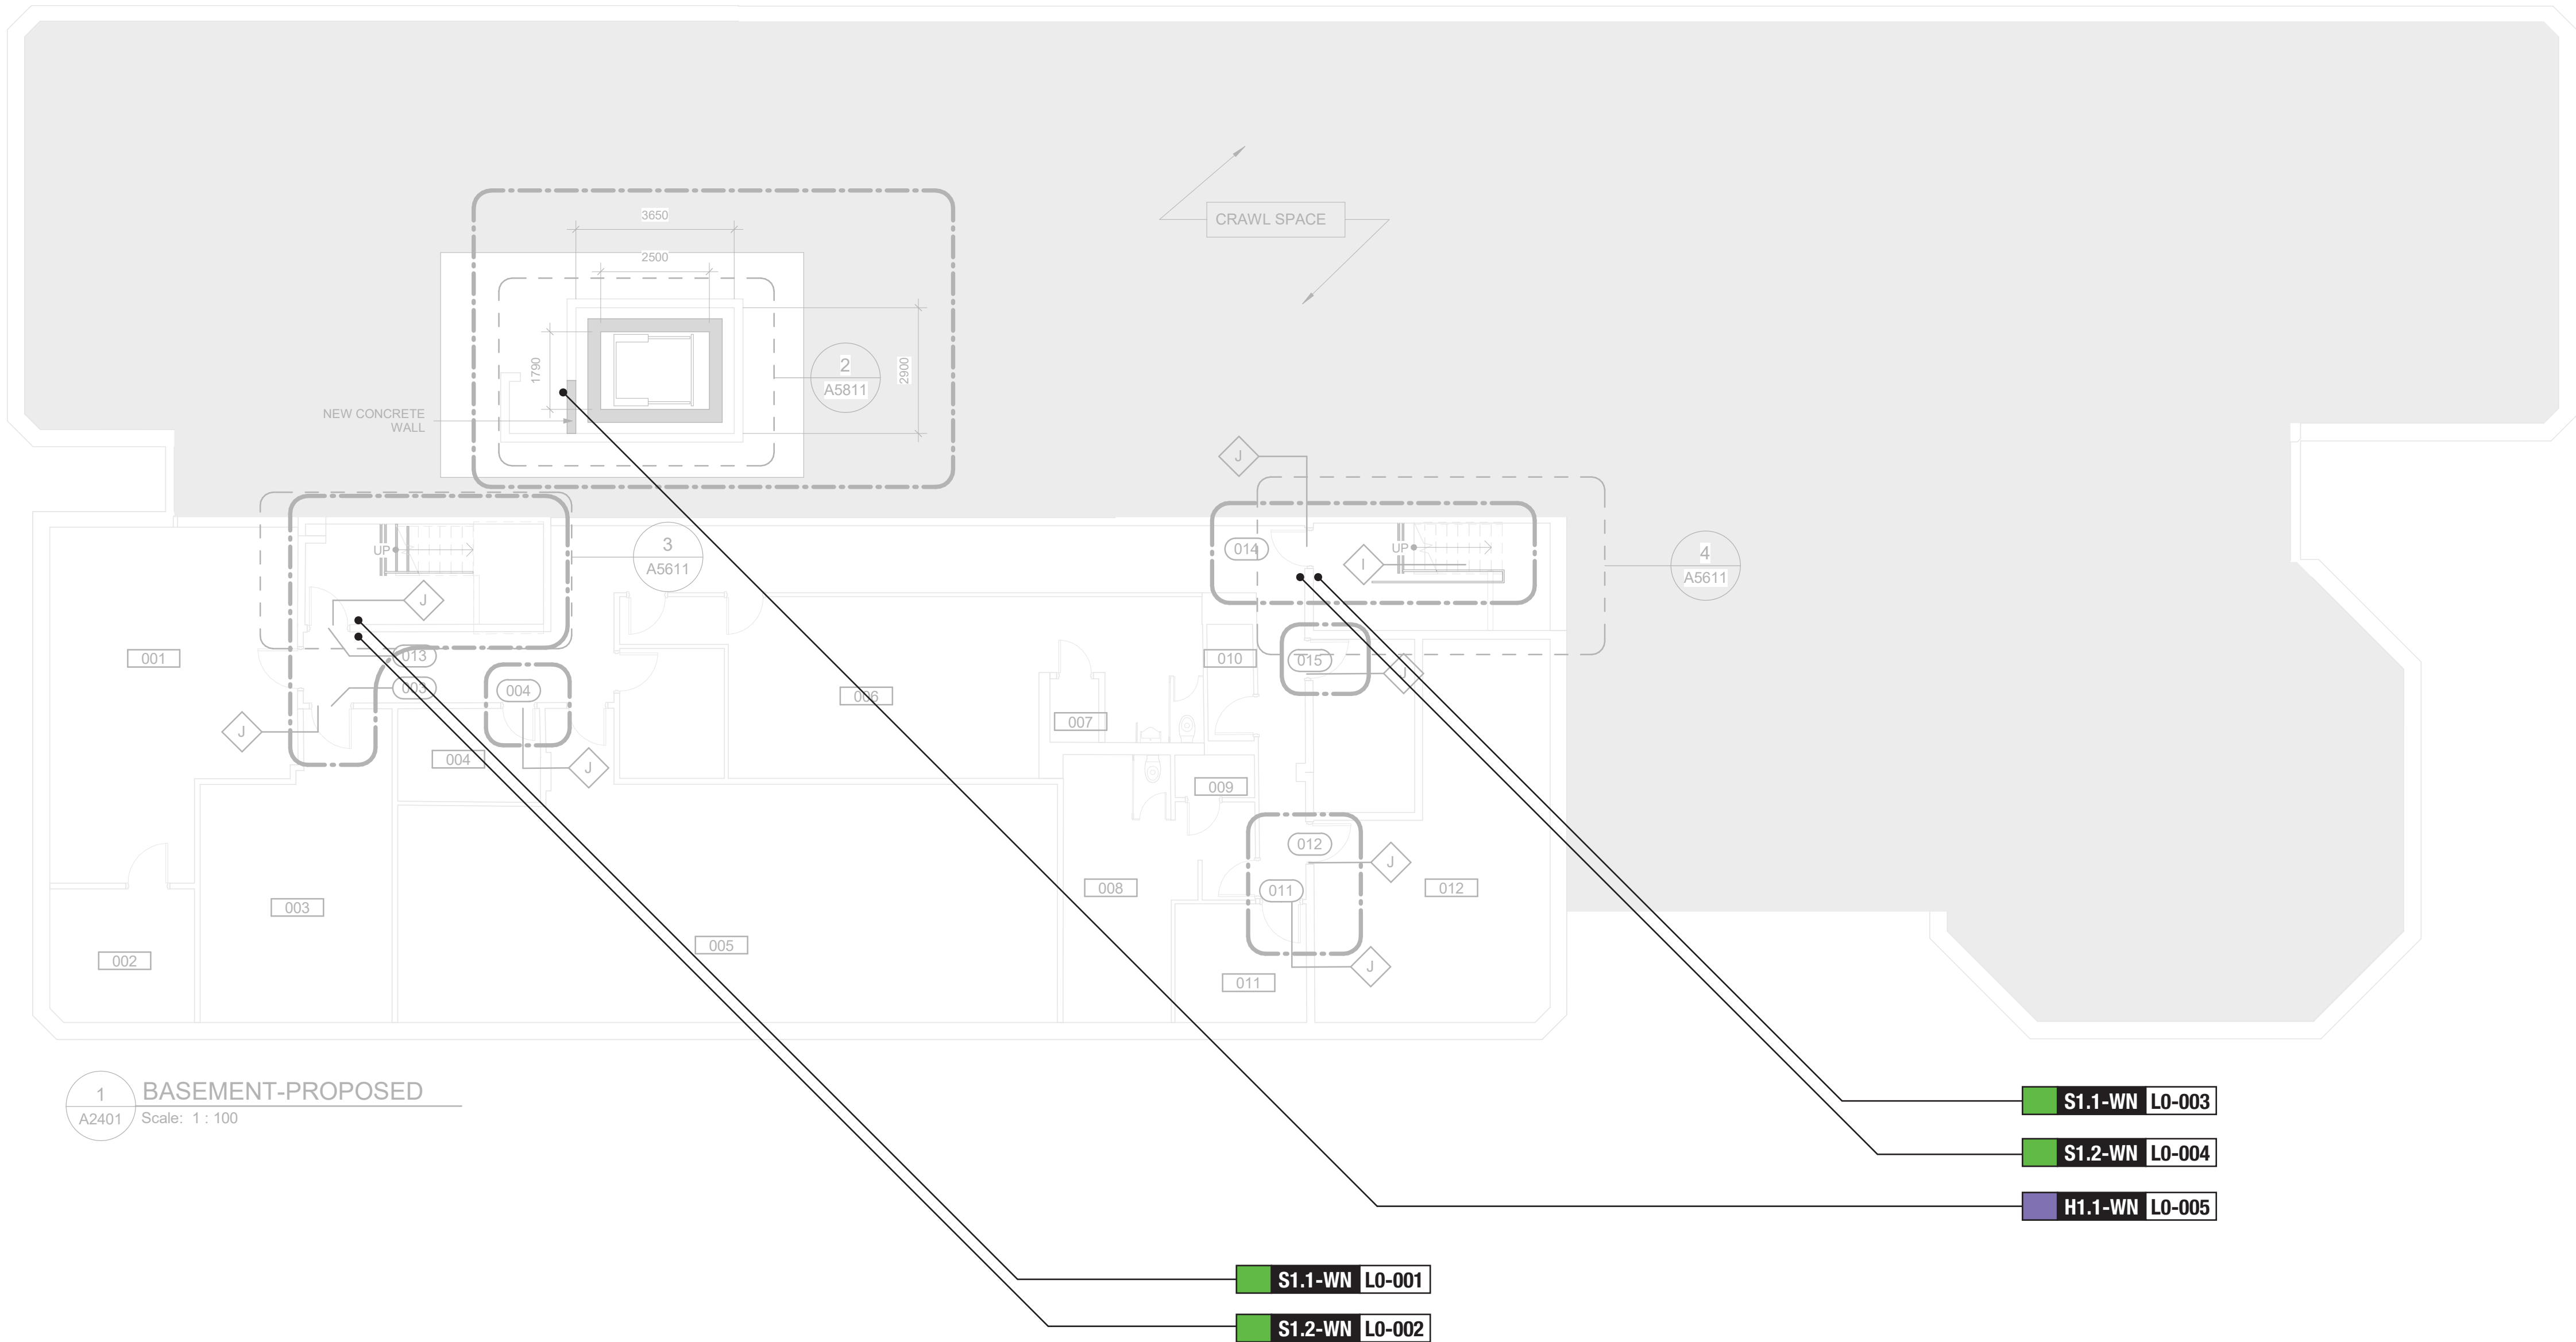 3650
CRAWL SPACE
2500
1790
2900
2
A5811
NEW CONCRETE
WALL
J
3
A5611
UP
014
UP
I
4
A5611
J
013
001
010
015
J
003
004
006
007
J
004
J
009
012
J
008
011
012
003
005
002
J
011
1
A2401
BASEMENT-PROPOSED
Scale: 1 : 100
S1.1-WN L0-003
S1.2-WN L0-004
H1.1-WN L0-005
S1.1-WN L0-001
S1.2-WN L0-002